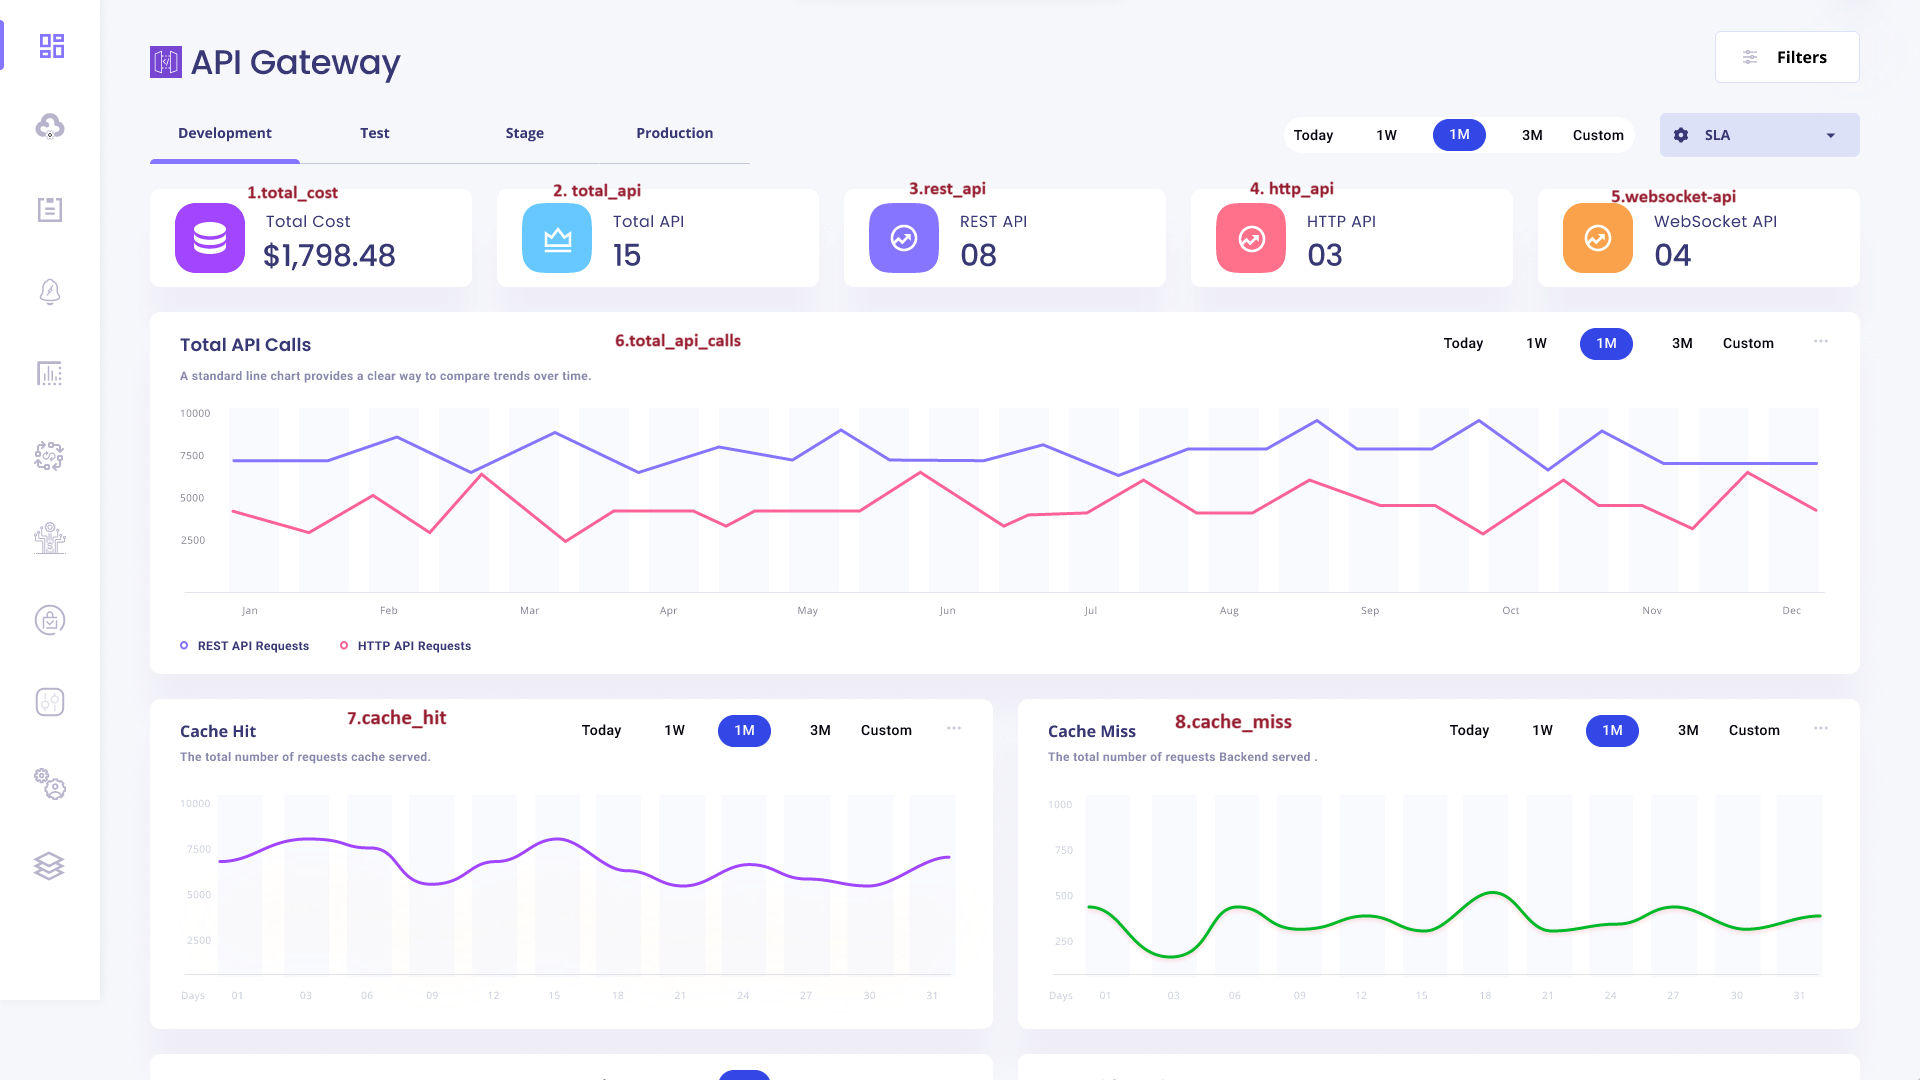 API Gateway
Filters
Development Test Stage Production
Today 1W 1M 3M Custom
SLA
1.total_cost
Total Cost
$1,798.48
2. total_api
Total API
15
3.rest_api
REST API
08
4. http_api
HTTP API
03
5.websocket-api
WebSocket API
04
Total API Calls
6.total_api_calls
Today 1W 1M 3M Custom
A standard line chart provides a clear way to compare trends over time.
10000
7500
5000
2500
Jan Feb Mar Apr May Jun Jul Aug Sep Oct Nov Dec
REST API Requests HTTP API Requests
Cache Hit
7.cache_hit
Today 1W 1M 3M Custom
The total number of requests cache served.
10000
7500
5000
2500
Days 01 03 06 09 12 15 18 21 24 27 30 31
Cache Miss
8.cache_miss
Today 1W 1M 3M Custom
The total number of requests Backend served .
1000
750
500
250
Days 01 03 06 09 12 15 18 21 24 27 30 31